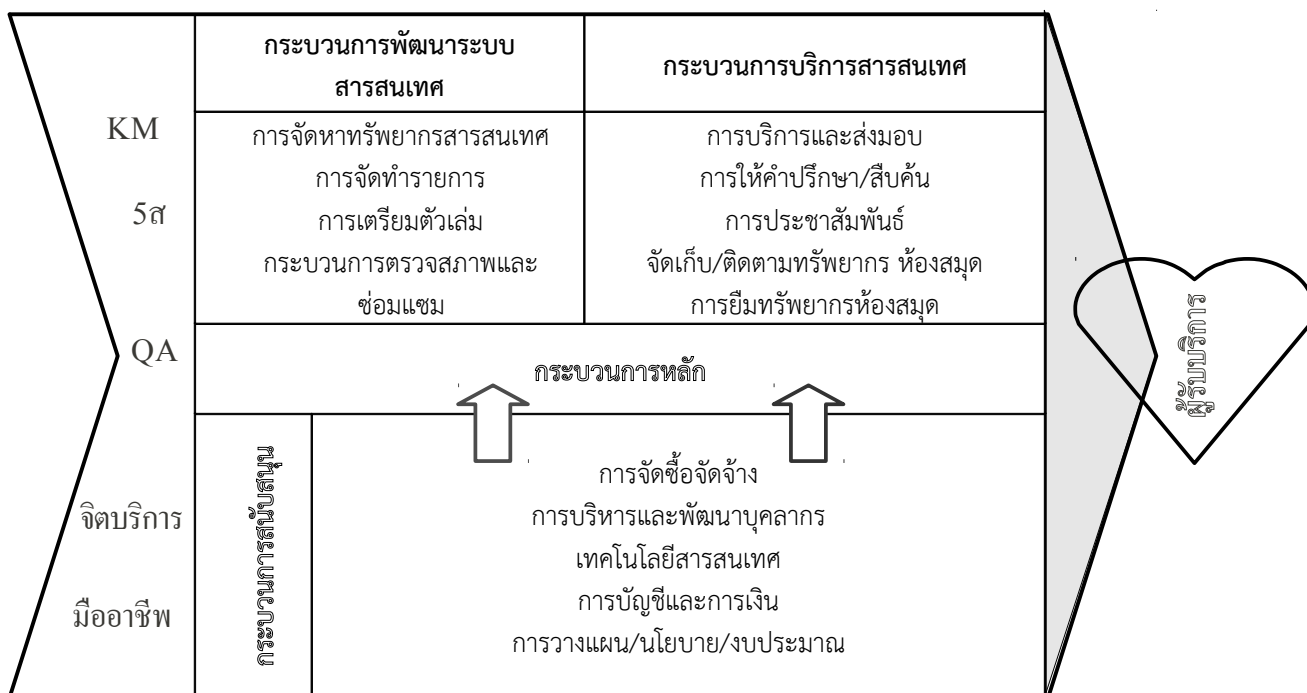 KM
5ส
QA
จิตบริการ
มืออาชีพ
กระบวนการพัฒนาระบบ
สารสนเทศ
การจัดหาทรัพยากรสารสนเทศ
การจัดทำรายการ
การเตรียมตัวเล่ม
กระบวนการตรวจสภาพและ
ซ่อมแซม
กระบวนการบริการสารสนเทศ
การบริการและส่งมอบ
การให้คำปรึกษา/สืบค้น
การประชาสัมพันธ์
จัดเก็บ/ติดตามทรัพยากร ห้องสมุด
การยืมทรัพยากรห้องสมุด
กระบวนการหลัก
กระบวนการสนับสนุน
การจัดซื้อจัดจ้าง
การบริหารและพัฒนาบุคลากร
เทคโนโลยีสารสนเทศ
การบัญชีและการเงิน
การวางแผน/นโยบาย/งบประมาณ
ผู้รับบริการ